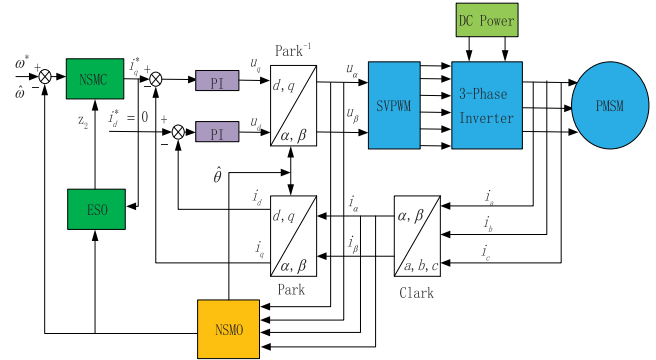 DC Power
Park⁻¹
ω*
+
ω̂
−
NSMC
i_q*
+
−
PI
u_q
d, q
α, β
u_α
SVPWM
3-Phase
Inverter
PMSM
z₂
i_d* = 0
+
−
PI
u_d
u_β
θ̂
ESO
i_d
d, q
α, β
i_α
α, β
a, b, c
i_a
i_b
i_q
i_β
i_c
Park
Clark
NSMO